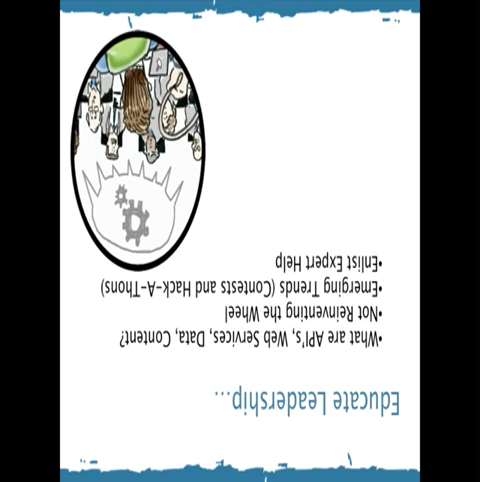 Educate Leadership...
•What are API's, Web Services, Data, Content?
•Not Reinventing the Wheel
•Emerging Trends (Contests and Hack-A-Thons)
•Enlist Expert Help